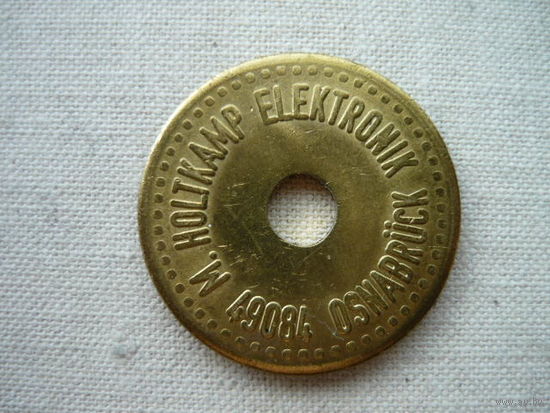 M. HOLTKAMP ELEKTRONIK
49084 OSNABRÜCK